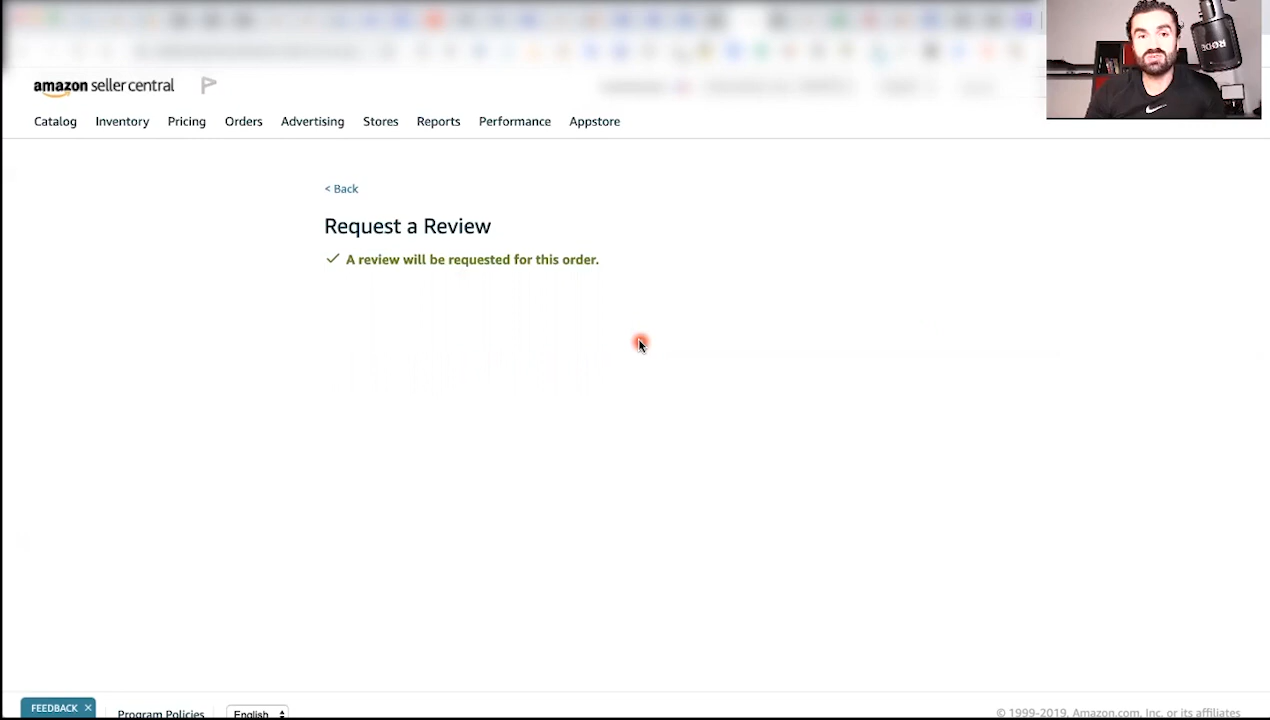 amazon seller central
Catalog Inventory Pricing Orders Advertising Stores Reports Performance Appstore
< Back
Request a Review
A review will be requested for this order.
RØDE
FEEDBACK ×
Program Policies
English
© 1999-2019, Amazon.com, Inc. or its affiliates